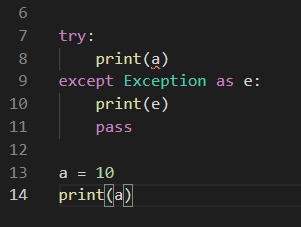 6
7 try:
8     print(a)
9 except Exception as e:
10     print(e)
11     pass
12
13 a = 10
14 print(a)